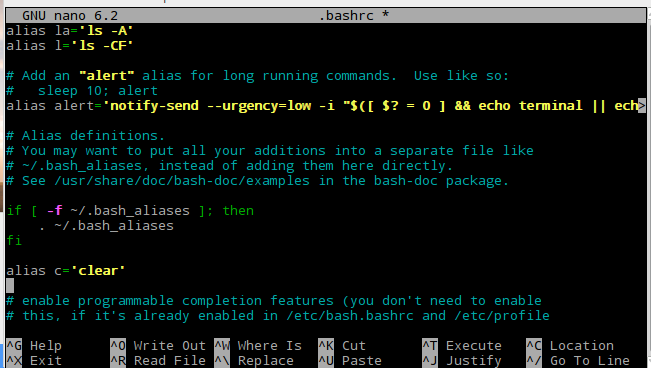 GNU nano 6.2 .bashrc *
alias la='ls -A'
alias l='ls -CF'
# Add an "alert" alias for long running commands.  Use like so:
#   sleep 10; alert
alias alert='notify-send --urgency=low -i "$([ $? = 0 ] && echo terminal || ech>
# Alias definitions.
# You may want to put all your additions into a separate file like
# ~/.bash_aliases, instead of adding them here directly.
# See /usr/share/doc/bash-doc/examples in the bash-doc package.
if [ -f ~/.bash_aliases ]; then
    . ~/.bash_aliases
fi
alias c='clear'
# enable programmable completion features (you don't need to enable
# this, if it's already enabled in /etc/bash.bashrc and /etc/profile
^G Help ^O Write Out ^W Where Is ^K Cut ^T Execute ^C Location
^X Exit ^R Read File ^\ Replace ^U Paste ^J Justify ^/ Go To Line